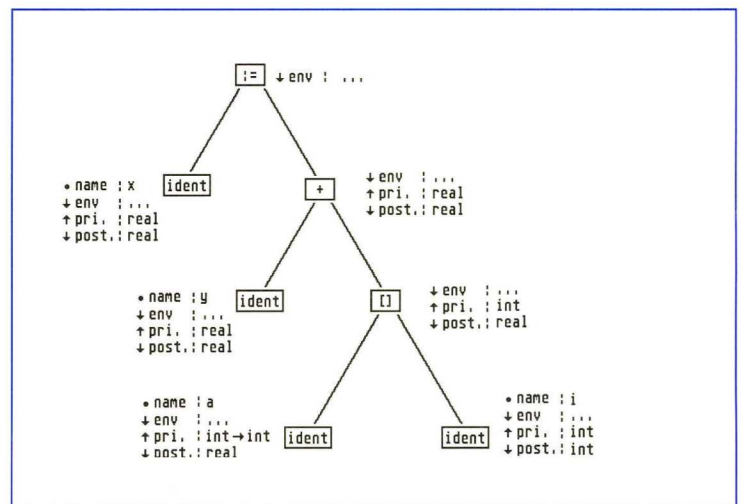 := ↓ env : ...
• name : x
↓ env : ...
↑ pri. : real
↓ post. : real
ident
+
↓ env : ...
↑ pri. : real
↓ post. : real
• name : y
↓ env : ...
↑ pri. : real
↓ post. : real
ident
[]
↓ env : ...
↑ pri. : int
↓ post. : real
• name : a
↓ env : ...
↑ pri. : int→int
↓ post. : real
ident
ident
• name : i
↓ env : ...
↑ pri. : int
↓ post. : int